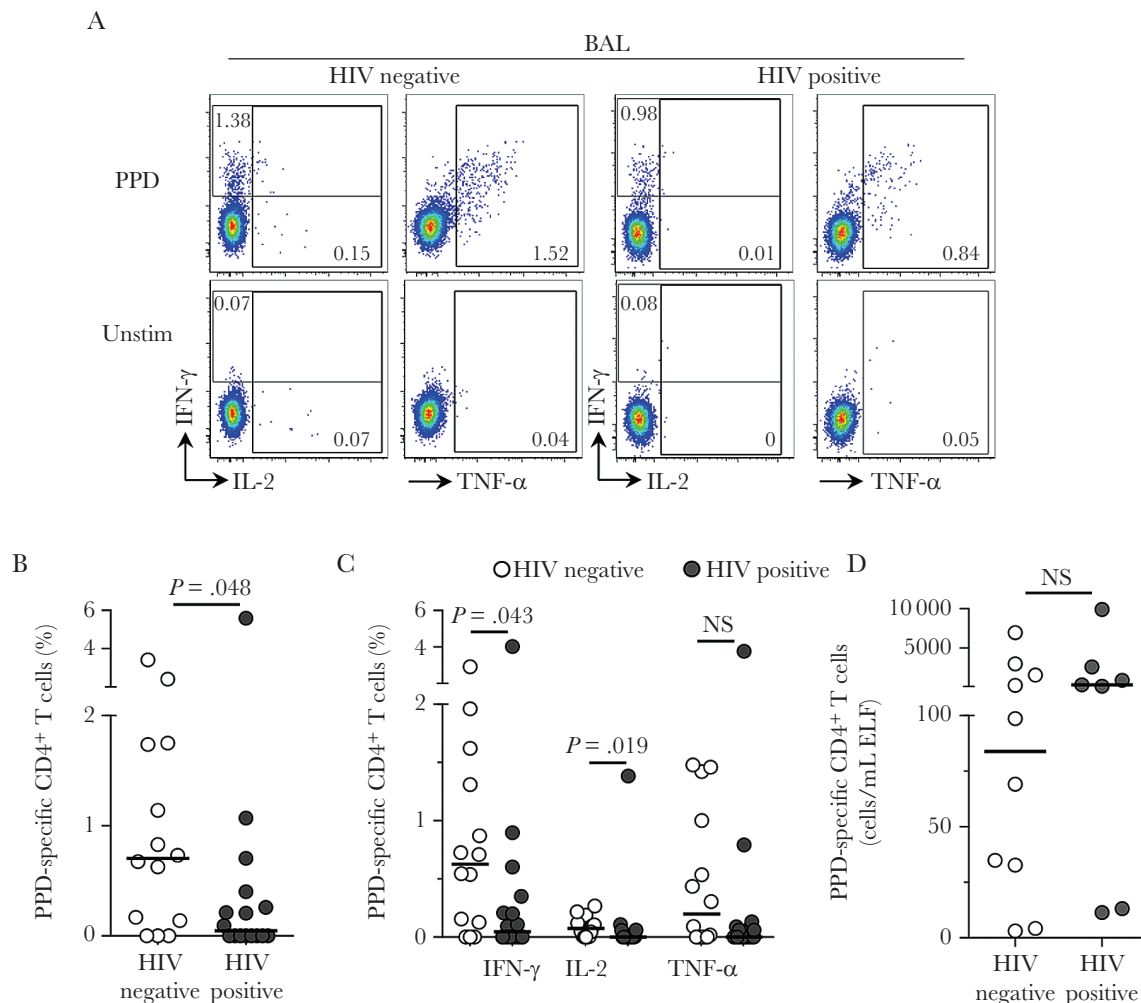 A
BAL
HIV negative
HIV positive
PPD
1.38
0.15
1.52
0.98
0.01
0.84
Unstim
0.07
0.07
0.04
0.08
0
0.05
IFN-γ
IL-2
TNF-α
IFN-γ
IL-2
TNF-α
B
P = .048
PPD-specific CD4⁺ T cells (%)
6
4
2
1
0
HIV
negative
HIV
positive
C
HIV negative
HIV positive
P = .043
P = .019
NS
PPD-specific CD4⁺ T cells (%)
6
4
2
1
0
IFN-γ
IL-2
TNF-α
D
NS
PPD-specific CD4⁺ T cells
(cells/mL ELF)
10 000
5000
100
50
0
HIV
negative
HIV
positive